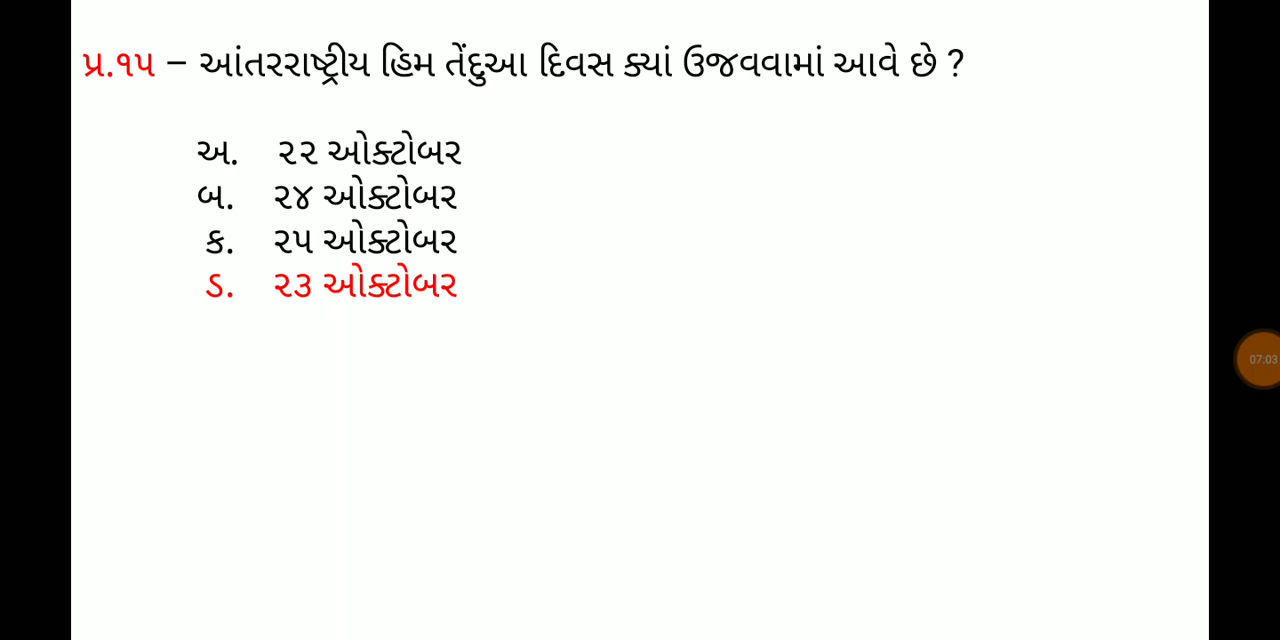 પ્ર.૧૫ – આંતરરાષ્ટ્રીય હિમ તેંદુઆ દિવસ ક્યાં ઉજવવામાં આવે છે ?
અ. ૨૨ ઓક્ટોબર
બ. ૨૪ ઓક્ટોબર
ક. ૨૫ ઓક્ટોબર
ડ. ૨૩ ઓક્ટોબર
07:03